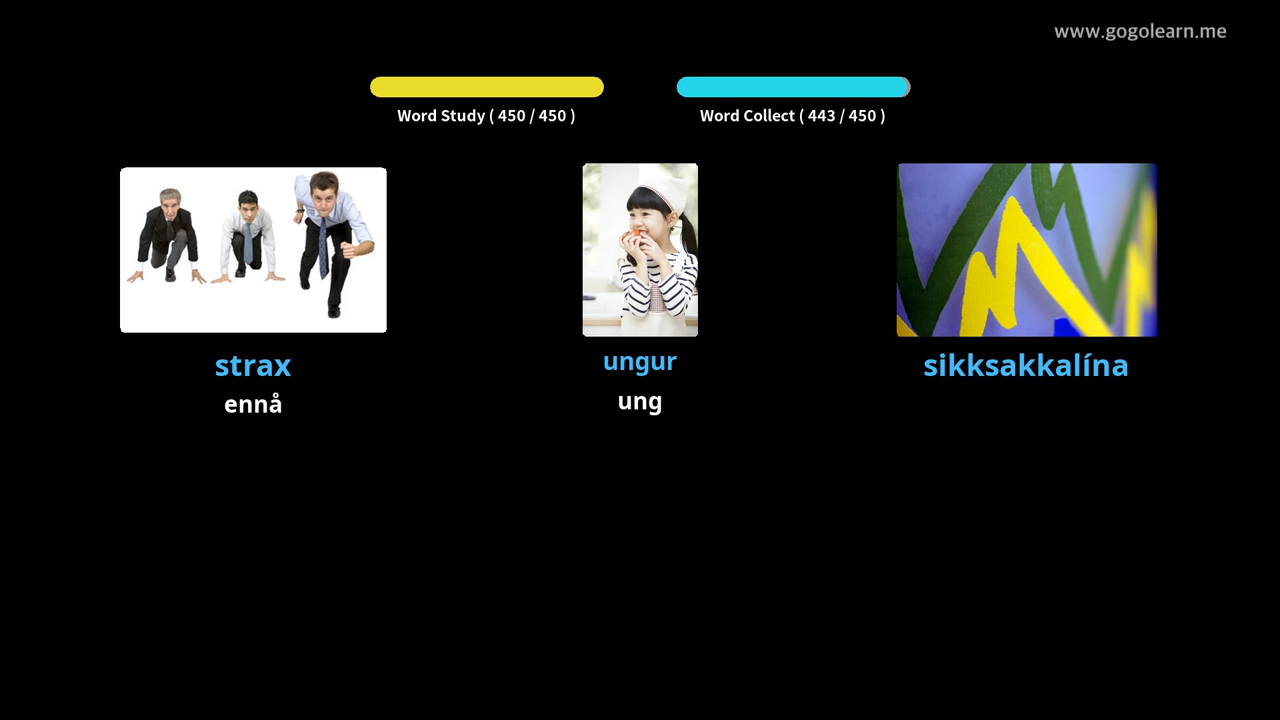 www.gogolearn.me
Word Study ( 450 / 450 )
Word Collect ( 443 / 450 )
strax
ennå
ungur
ung
sikksakkalína